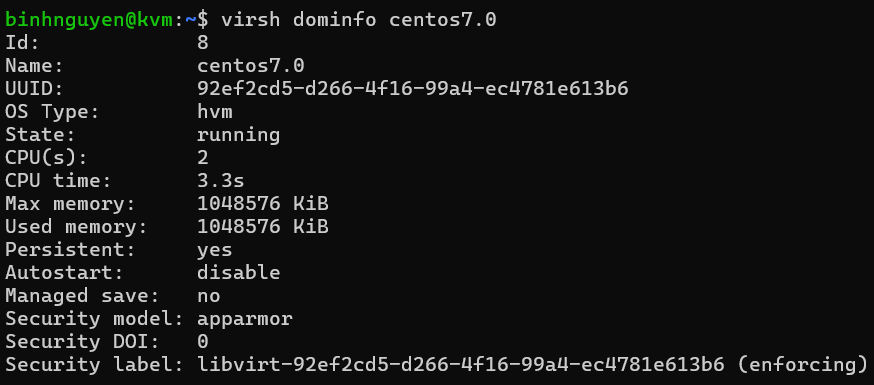 binhnguyen@kvm:~$ virsh dominfo centos7.0
Id:             8
Name:           centos7.0
UUID:           92ef2cd5-d266-4f16-99a4-ec4781e613b6
OS Type:        hvm
State:          running
CPU(s):         2
CPU time:       3.3s
Max memory:     1048576 KiB
Used memory:    1048576 KiB
Persistent:     yes
Autostart:      disable
Managed save:   no
Security model: apparmor
Security DOI:   0
Security label: libvirt-92ef2cd5-d266-4f16-99a4-ec4781e613b6 (enforcing)